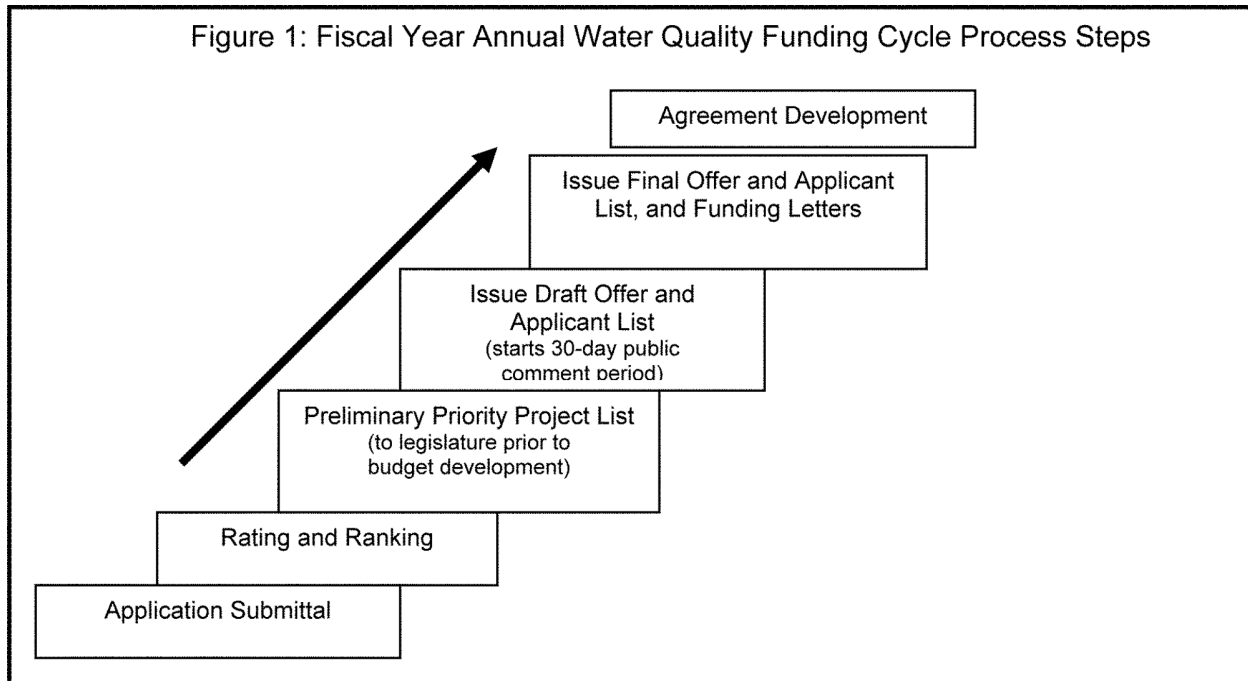 Figure 1: Fiscal Year Annual Water Quality Funding Cycle Process Steps
Agreement Development
Issue Final Offer and Applicant
List, and Funding Letters
Issue Draft Offer and
Applicant List
(starts 30-day public
comment period)
Preliminary Priority Project List
(to legislature prior to
budget development)
Rating and Ranking
Application Submittal